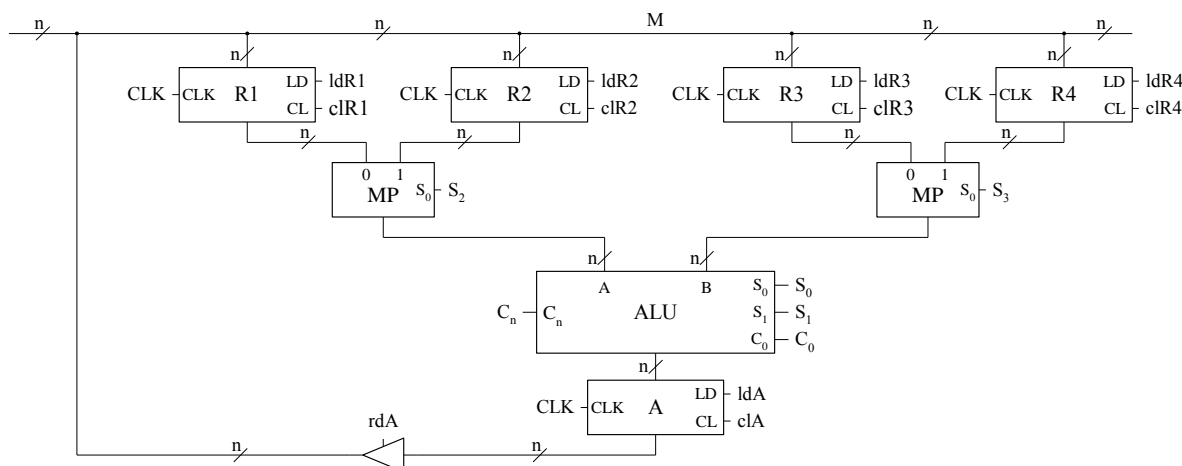 n n M n n
n n n n
CLK CLK R1 LD ldR1 CL clR1
CLK CLK R2 LD ldR2 CL clR2
CLK CLK R3 LD ldR3 CL clR3
CLK CLK R4 LD ldR4 CL clR4
n n n n
0 1 MP S0 S2
0 1 MP S0 S3
n n
A B S0 S0
Cn Cn ALU S1 S1
C0 C0
n
CLK CLK A LD ldA CL clA
rdA
n n